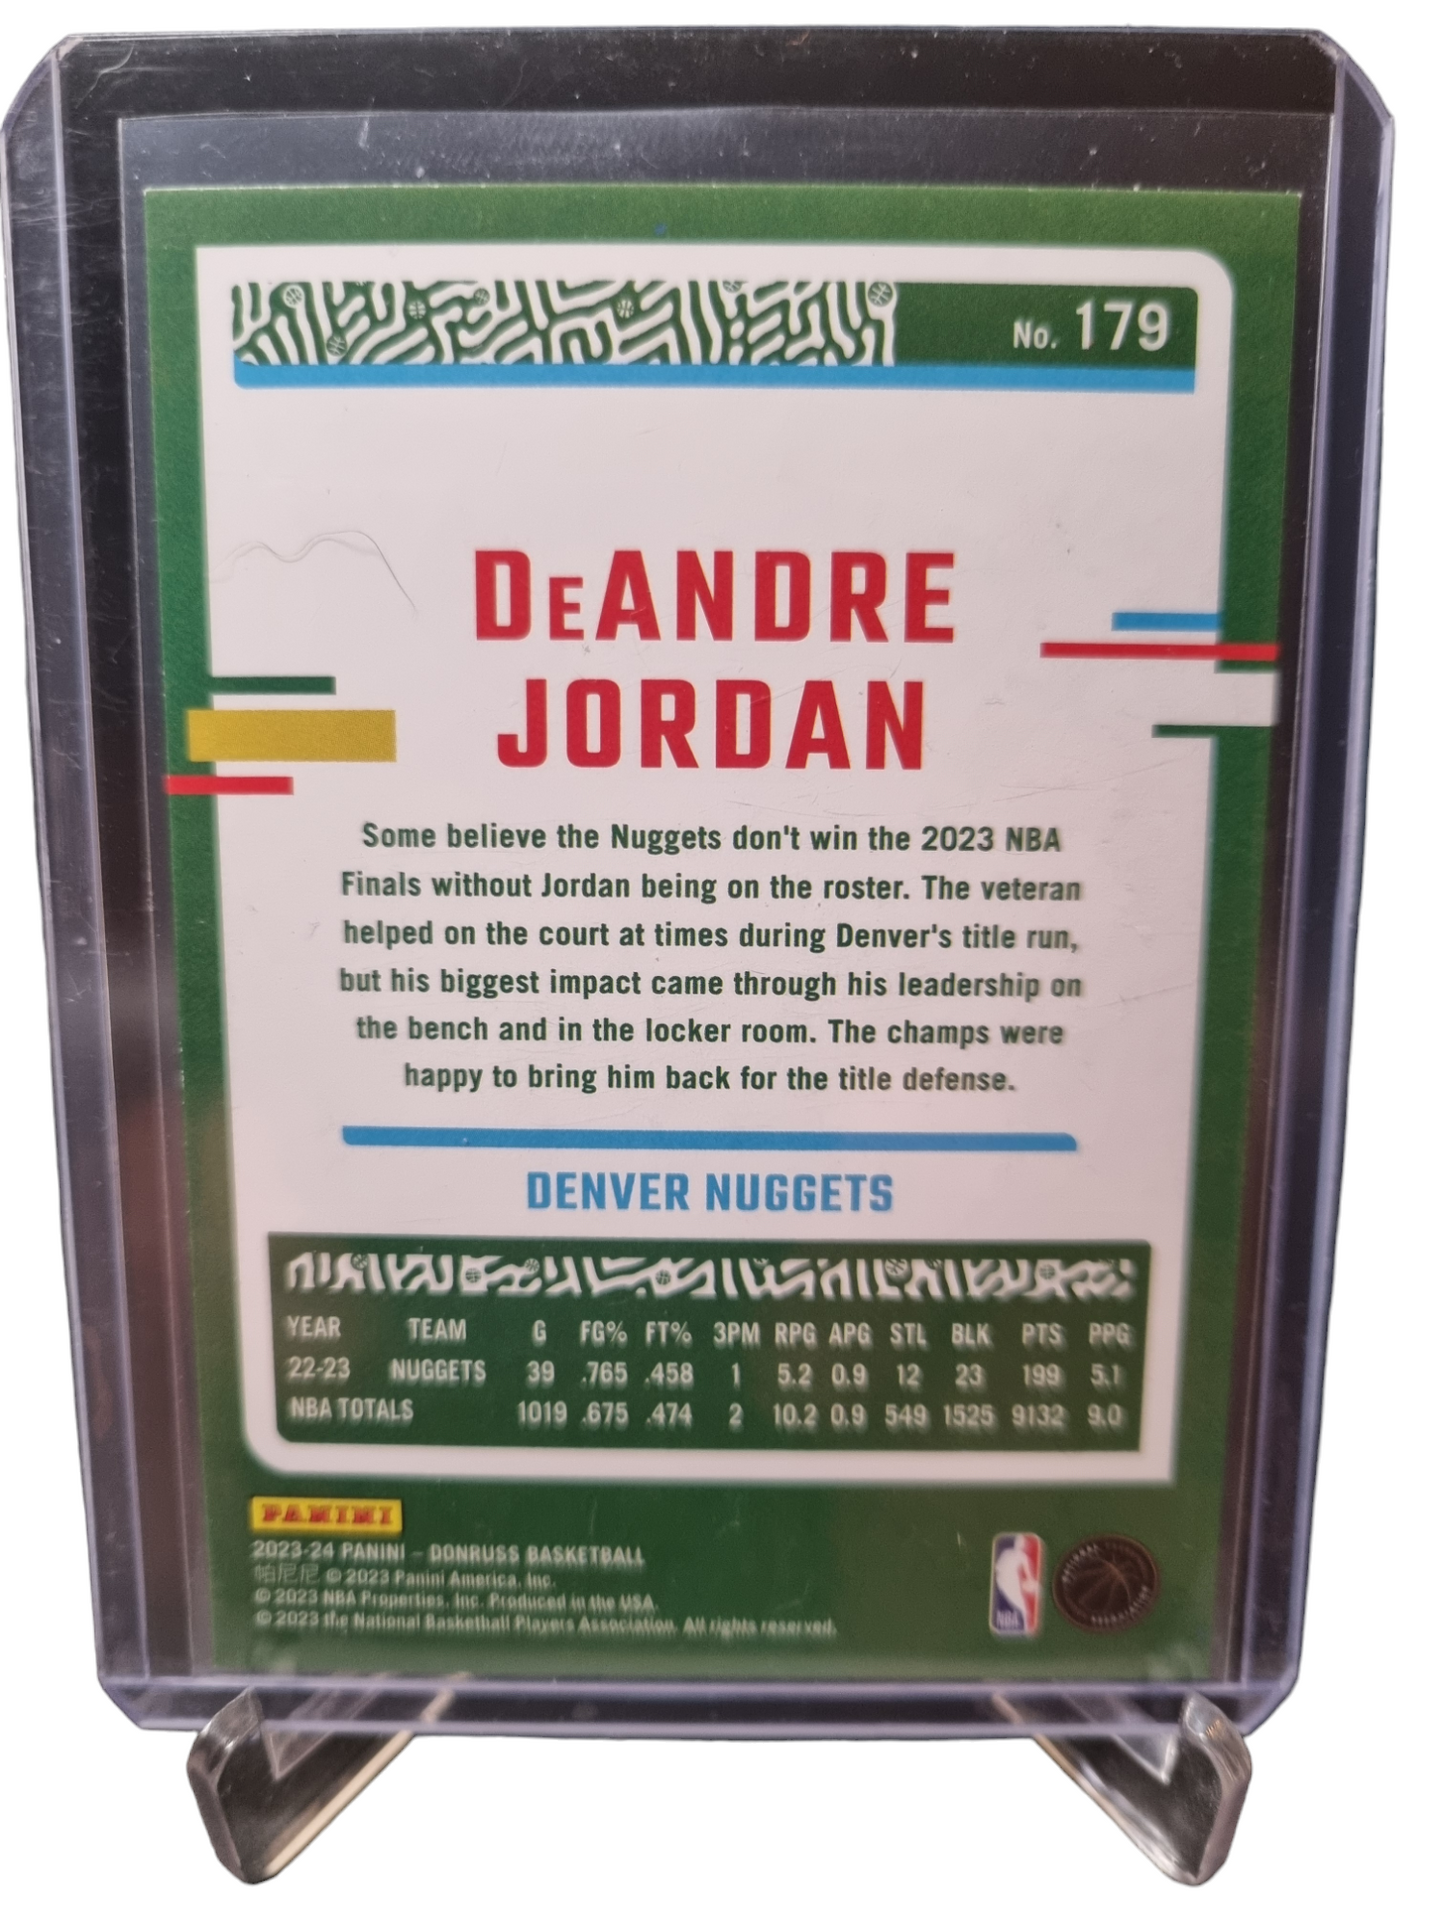 No. 179
DeANDRE
JORDAN
Some believe the Nuggets don't win the 2023 NBA
Finals without Jordan being on the roster. The veteran
helped on the court at times during Denver's title run,
but his biggest impact came through his leadership on
the bench and in the locker room. The champs were
happy to bring him back for the title defense.
DENVER NUGGETS
YEAR TEAM G FG% FT% 3PM RPG APG STL BLK PTS PPG
22-23 NUGGETS 39 .765 .458 1 5.2 0.9 12 23 199 5.1
NBA TOTALS 1019 .675 .474 2 10.2 0.9 549 1525 9132 9.0
PANINI
2023-24 PANINI – DONRUSS BASKETBALL
帕尼尼 © 2023 Panini America, Inc.
© 2023 NBA Properties, Inc. Produced in the USA.
© 2023 the National Basketball Players Association. All rights reserved.
NBA